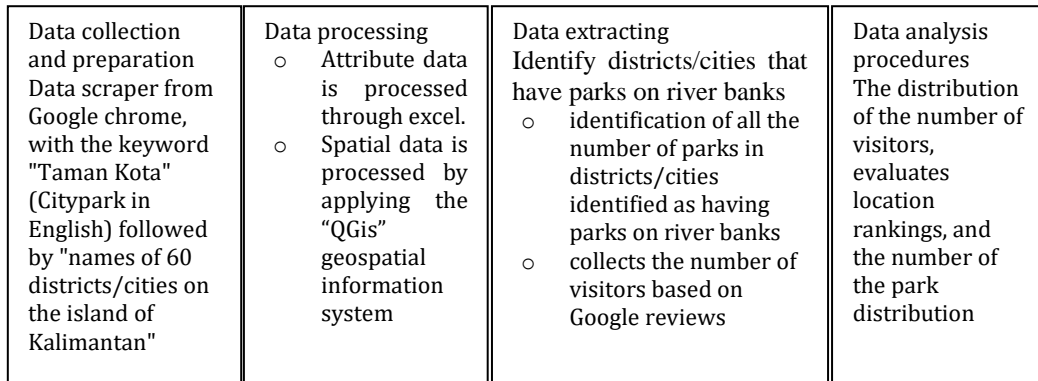 Data collection
and preparation
Data scraper from
Google chrome,
with the keyword
"Taman Kota"
(Citypark in
English) followed
by "names of 60
districts/cities on
the island of
Kalimantan"
Data processing
o Attribute data
is processed
through excel.
o Spatial data is
processed by
applying the
“QGis”
geospatial
information
system
Data extracting
Identify districts/cities that
have parks on river banks
o identification of all the
number of parks in
districts/cities
identified as having
parks on river banks
o collects the number of
visitors based on
Google reviews
Data analysis
procedures
The distribution
of the number of
visitors,
evaluates
location
rankings, and
the number of
the park
distribution